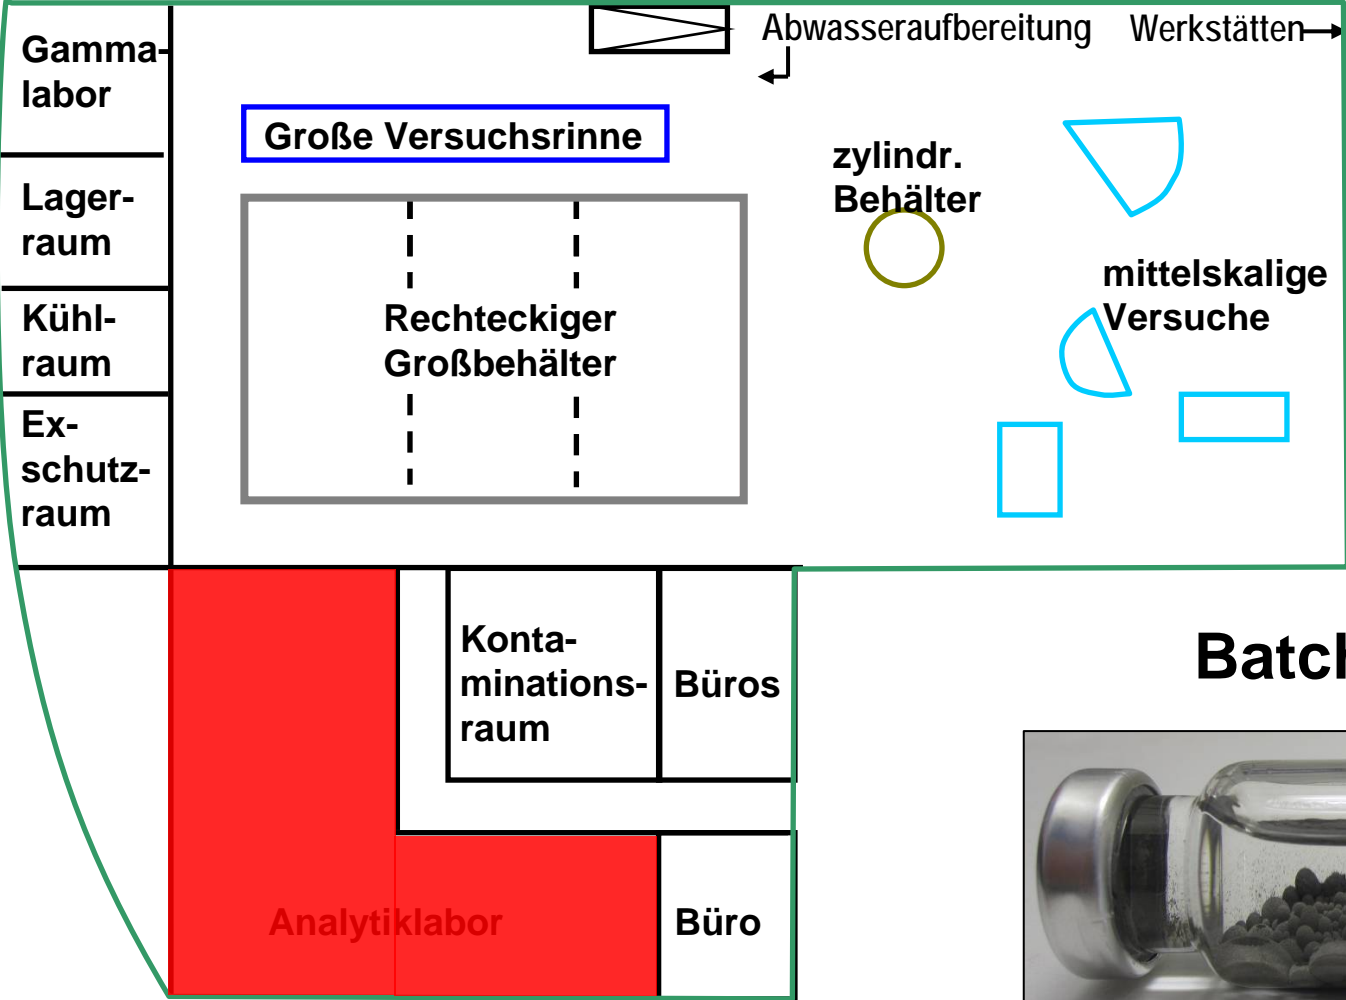 Gamma-
labor
Abwasseraufbereitung
Werkstätten
Große Versuchsrinne
zylindr.
Behälter
Lager-
raum
mittelskalige
Versuche
Kühl-
raum
Rechteckiger
Großbehälter
Ex-
schutz-
raum
Konta-
minations-
raum
Büros
Batch
Analytiklabor
Büro